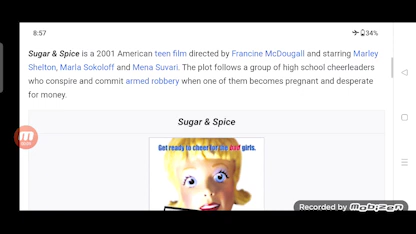 8:57
34%
Sugar & Spice is a 2001 American teen film directed by Francine McDougall and starring Marley
Shelton, Marla Sokoloff and Mena Suvari. The plot follows a group of high school cheerleaders
who conspire and commit armed robbery when one of them becomes pregnant and desperate
for money.
Sugar & Spice
Get ready to cheer for the BAD girls.
Recorded by Mobizen